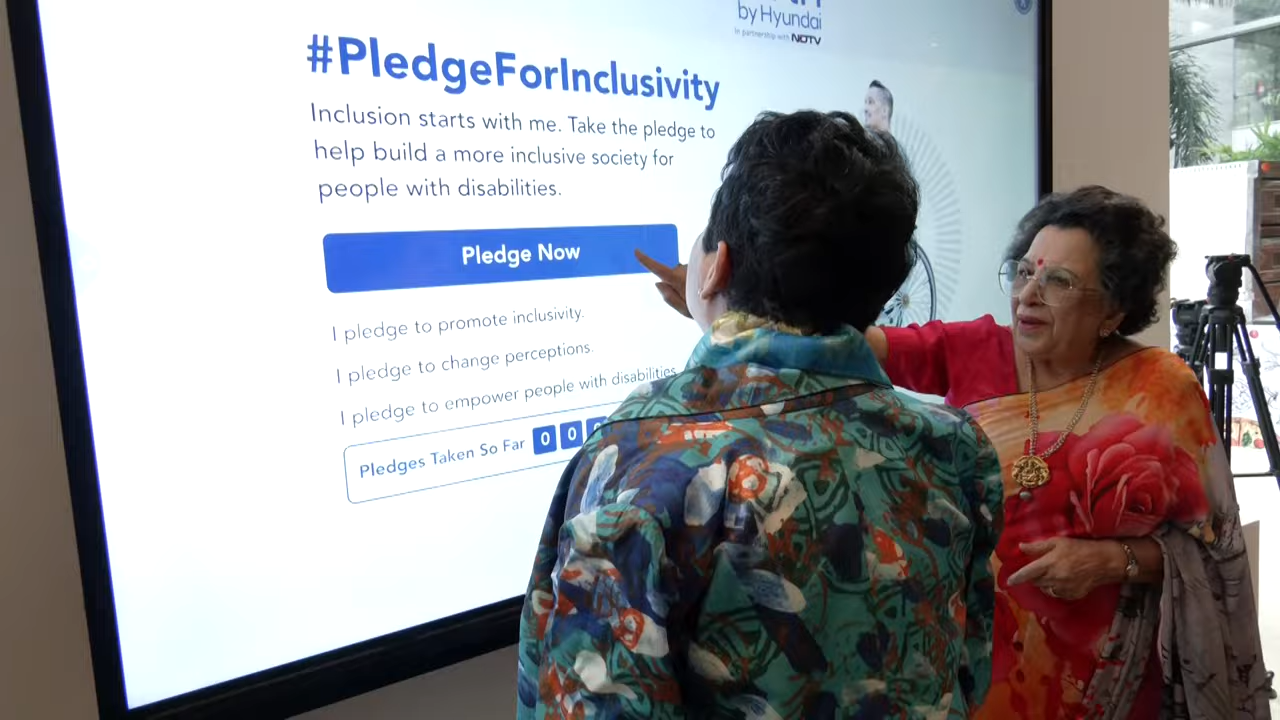 by Hyundai
In partnership with NDTV
#PledgeForInclusivity
Inclusion starts with me. Take the pledge to
help build a more inclusive society for
people with disabilities.
Pledge Now
I pledge to promote inclusivity.
I pledge to change perceptions.
I pledge to empower people with disabilities
Pledges Taken So Far 0 0